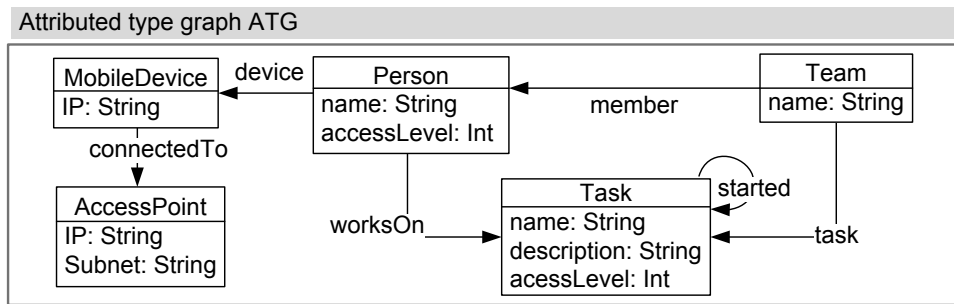 Attributed type graph ATG
MobileDevice
IP: String
device
Person
name: String
accessLevel: Int
member
Team
name: String
connectedTo
AccessPoint
IP: String
Subnet: String
worksOn
Task
name: String
description: String
acessLevel: Int
started
task